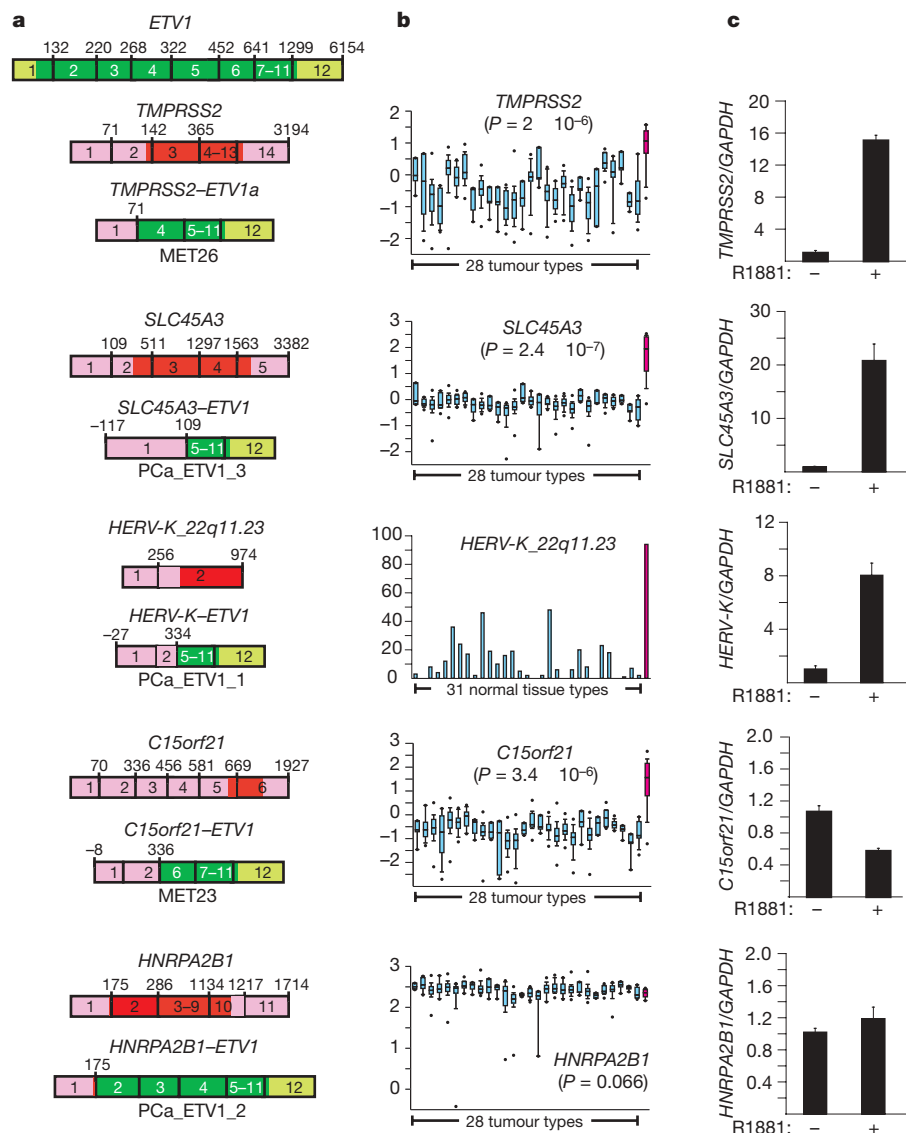 a
ETV1
132 220 268 322 452 641 1299 6154
1 2 3 4 5 6 7–11 12
TMPRSS2
71 142 365 3194
1 2 3 4–13 14
TMPRSS2–ETV1a
71
1 4 5–11 12
MET26
SLC45A3
109 511 1297 1563 3382
1 2 3 4 5
SLC45A3–ETV1
–117 109
1 5–11 12
PCa_ETV1_3
HERV-K_22q11.23
256 974
1 2
HERV-K–ETV1
–27 334
1 2 5–11 12
PCa_ETV1_1
C15orf21
70 336 456 581 669 1927
1 2 3 4 5 6
C15orf21–ETV1
–8 336
1 2 6 7–11 12
MET23
HNRPA2B1
175 286 1134 1217 1714
1 2 3–9 10 11
HNRPA2B1–ETV1
175
1 2 3 4 5–11 12
PCa_ETV1_2
b
TMPRSS2
(P = 2 10–6)
2
1
0
–1
–2
28 tumour types
SLC45A3
(P = 2.4 10–7)
3
2
1
0
–1
–2
28 tumour types
HERV-K_22q11.23
100
80
60
40
20
0
31 normal tissue types
C15orf21
(P = 3.4 10–6)
3
2
1
0
–1
–2
28 tumour types
3
2
1
0
HNRPA2B1
(P = 0.066)
28 tumour types
c
TMPRSS2/GAPDH
20
16
12
8
4
R1881: – +
SLC45A3/GAPDH
30
20
10
R1881: – +
HERV-K/GAPDH
12
8
4
R1881: – +
C15orf21/GAPDH
2.0
1.6
1.2
0.8
0.4
R1881: – +
HNRPA2B1/GAPDH
2.0
1.6
1.2
0.8
0.4
R1881: – +